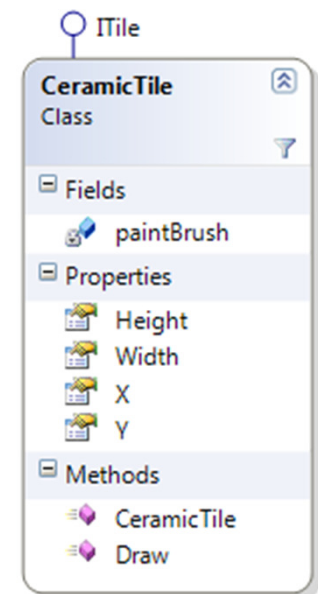 ITile
CeramicTile
Class
Fields
paintBrush
Properties
Height
Width
X
Y
Methods
CeramicTile
Draw